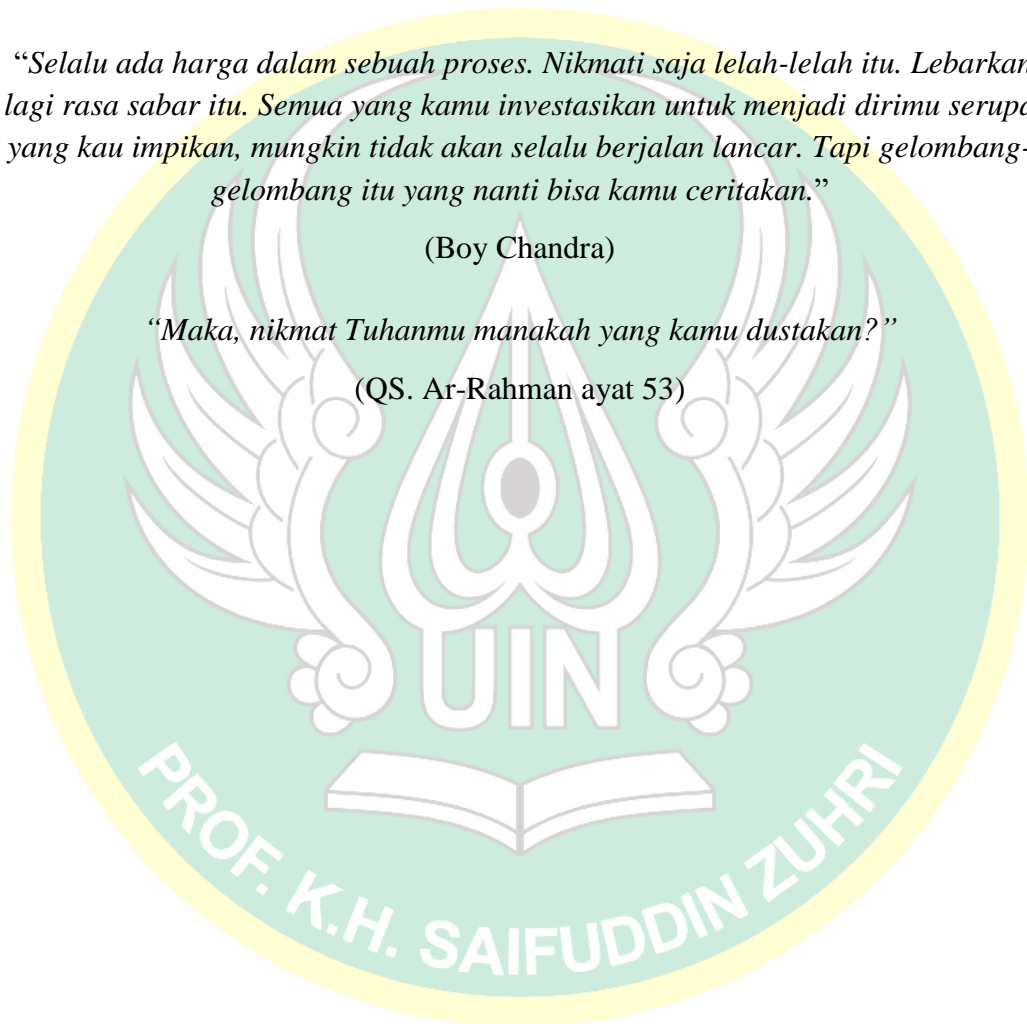 “Selalu ada harga dalam sebuah proses. Nikmati saja lelah-lelah itu. Lebarkan
lagi rasa sabar itu. Semua yang kamu investasikan untuk menjadi dirimu serupa
yang kau impikan, mungkin tidak akan selalu berjalan lancar. Tapi gelombang-
gelombang itu yang nanti bisa kamu ceritakan.”
(Boy Chandra)
“Maka, nikmat Tuhanmu manakah yang kamu dustakan?”
(QS. Ar-Rahman ayat 53)
UIN
PROF. K.H. SAIFUDDIN ZUHRI